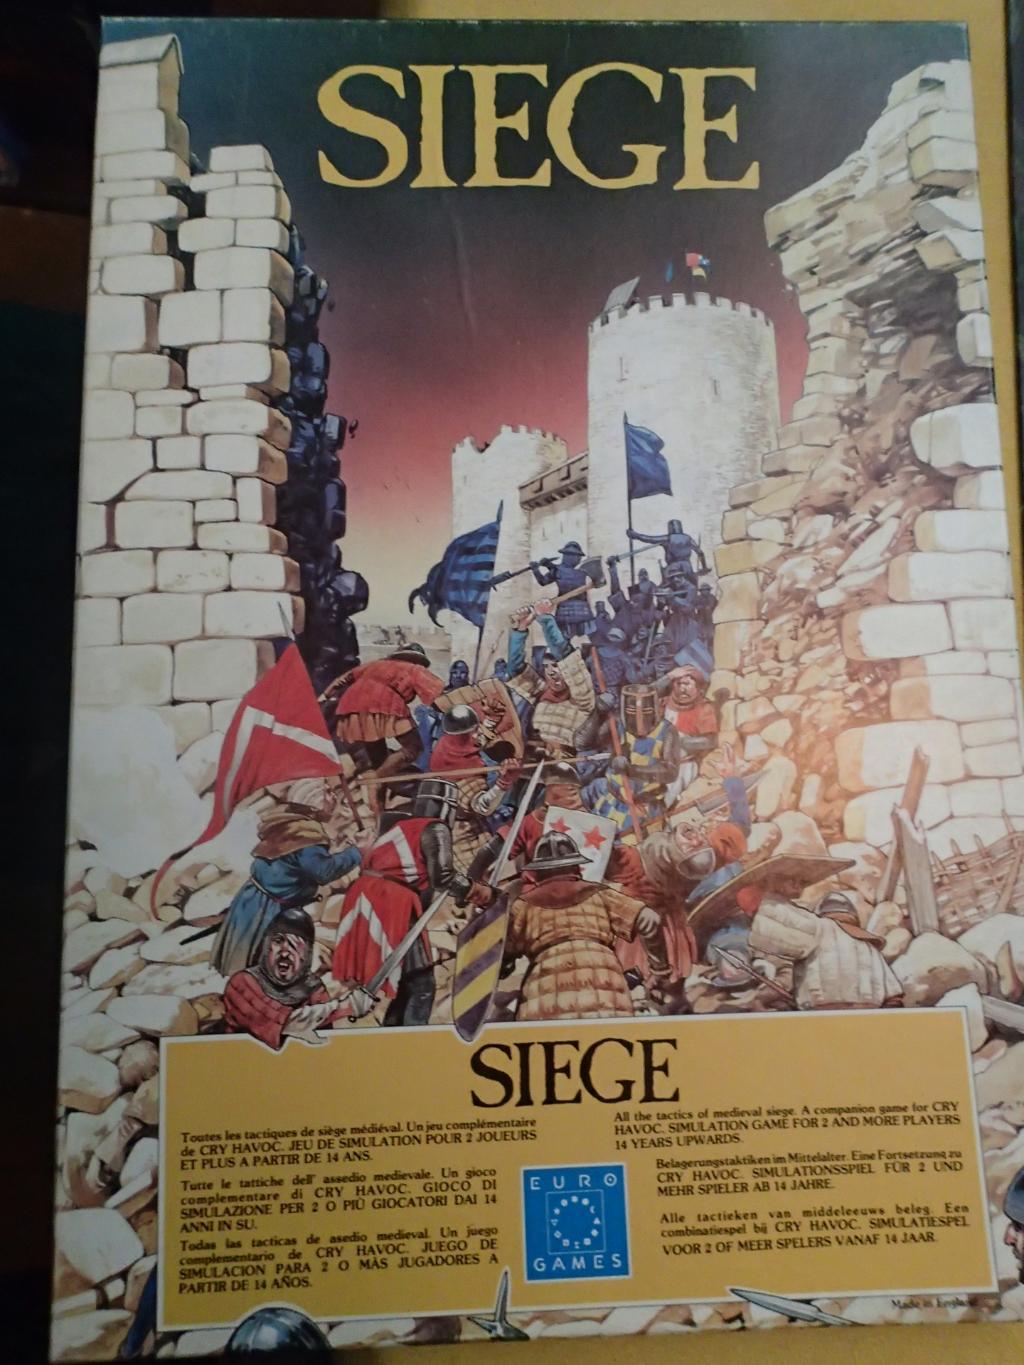 SIEGE
SIEGE
Toutes les tactiques de siège médiéval. Un jeu complémentaire
de CRY HAVOC. JEU DE SIMULATION POUR 2 JOUEURS
ET PLUS A PARTIR DE 14 ANS.
Tutte le tattiche dell' assedio medievale. Un gioco
complementare di CRY HAVOC. GIOCO DI
SIMULAZIONE PER 2 O PIÙ GIOCATORI DAI 14
ANNI IN SU.
Todas las tacticas de asedio medieval. Un juego
complementario de CRY HAVOC. JUEGO DE
SIMULACION PARA 2 O MÀS JUGADORES A
PARTIR DE 14 AÑOS.
EURO
GAMES
All the tactics of medieval siege. A companion game for CRY
HAVOC. SIMULATION GAME FOR 2 AND MORE PLAYERS
14 YEARS UPWARDS.
Belagerungstaktiken im Mittelalter. Eine Fortsetzung zu
CRY HAVOC. SIMULATIONSSPIEL FÜR 2 UND
MEHR SPIELER AB 14 JAHRE.
Alle tactieken van middeleeuws beleg. Een
combinatiespel bij CRY HAVOC. SIMULATIESPEL
VOOR 2 OF MEER SPELERS VANAF 14 JAAR.
Made in England